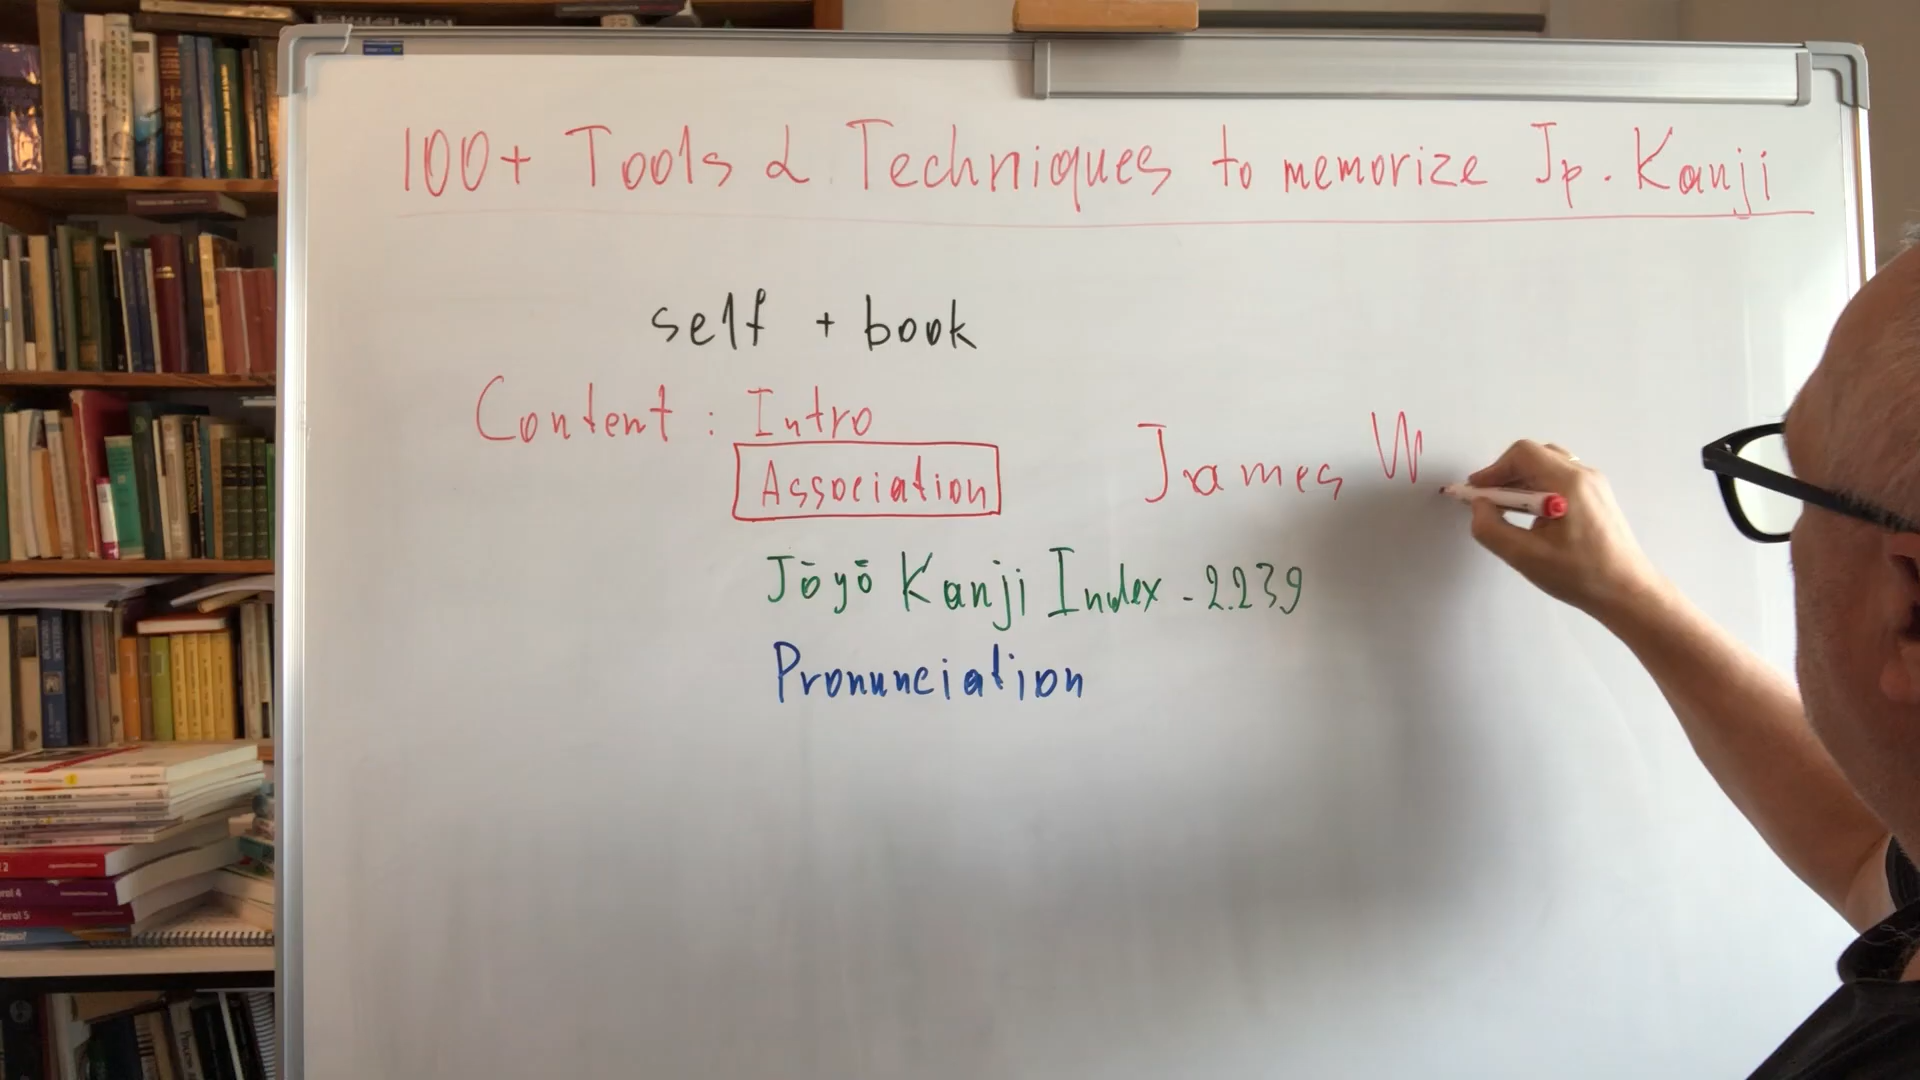 100+ Tools & Techniques to memorize Jp. Kanji
self + book
Content : Intro
Association
James W
Jōyō Kanji Index - 2.239
Pronunciation